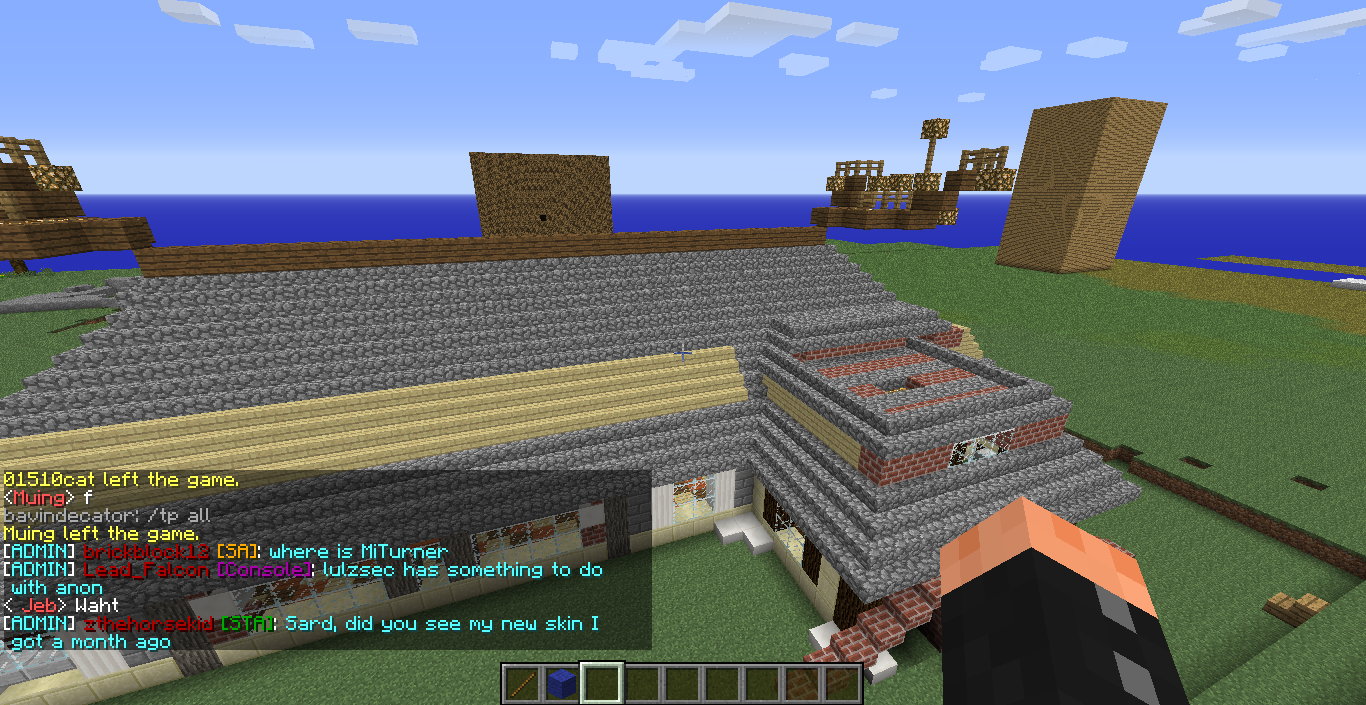 01510cat left the game.
<Muing> f
bavindecator: /tp all
Muing left the game.
[ADMIN] brickblock12 [SA]: where is MiTurner
[ADMIN] Lead_Falcon [Console]: lulzsec has something to do
with anon
< Jeb> Waht
[ADMIN] zthehorsekid [STA]: Sard, did you see my new skin I
got a month ago